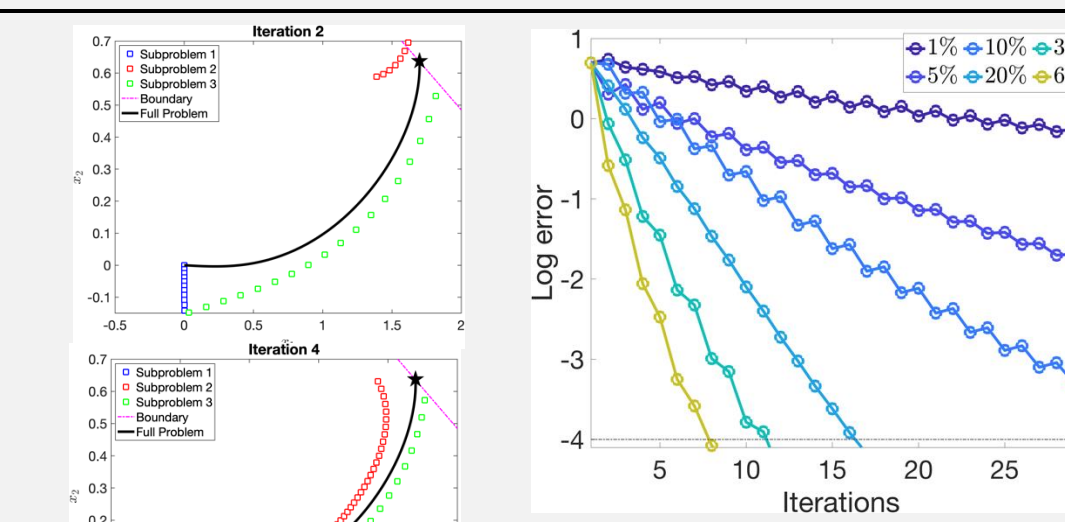 Iteration 2
0.7
0.6
0.5
0.4
0.3
0.2
0.1
0
-0.1
x₂
Subproblem 1
Subproblem 2
Subproblem 3
Boundary
Full Problem
-0.5 0 0.5 1 1.5 2
Iteration 4
0.7
0.6
0.5
0.4
0.3
0.2
x₂
Subproblem 1
Subproblem 2
Subproblem 3
Boundary
Full Problem
1% 10% 3
5% 20% 6
Log error
1
0
-1
-2
-3
-4
5 10 15 20 25
Iterations